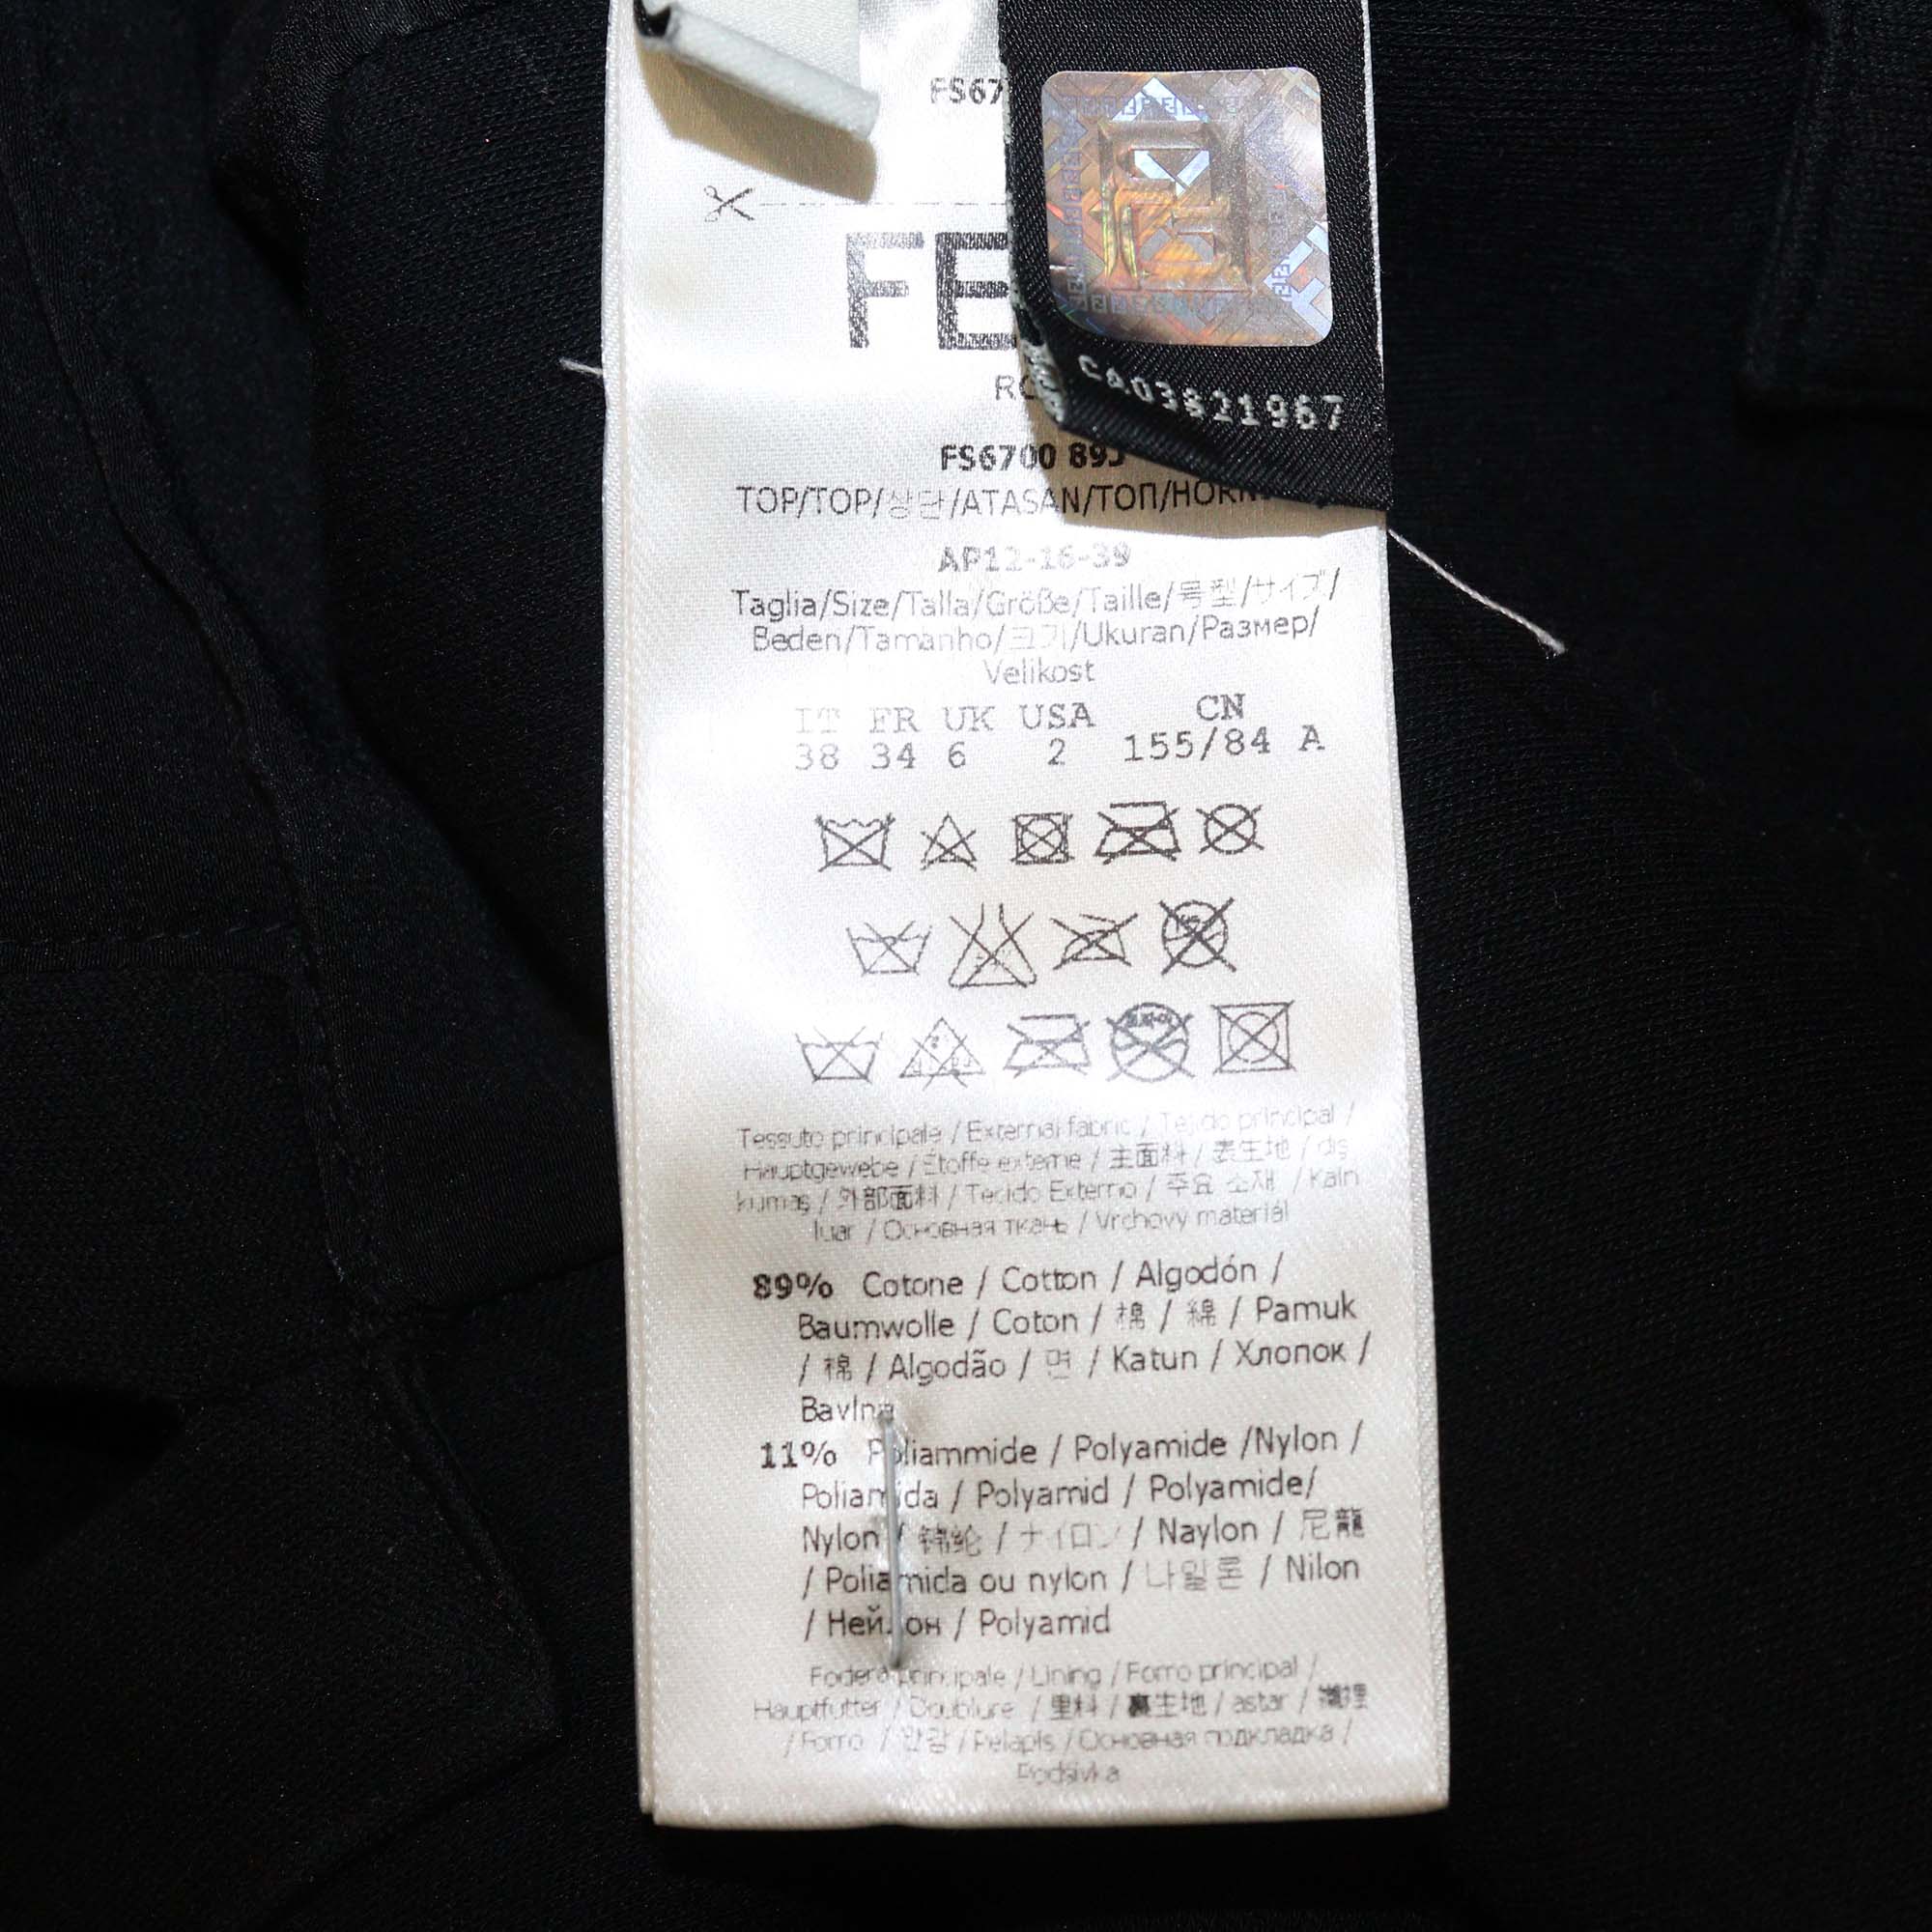 FS67
FE
CA03821967
FS6700 89J
TOP/TOP/상단/ATASAN/ТОП/HORN
AP12-16-39
Taglia/Size/Talla/Größe/Taille/号型/サイズ/
Beden/Tamanho/크기/Ukuran/Размер/
Velikost
IT FR UK USA CN
38 34 6 2 155/84 A
Tessuto principale / External fabric / Tejido principal /
Hauptgewebe / Étoffe externe / 主面料 / 表生地 / dış
kumaş / 外部面料 / Tecido Externo / 주요 소재 / Kain
luar / Основная ткань / Vrchový materiál
89% Cotone / Cotton / Algodón /
Baumwolle / Coton / 棉 / 綿 / Pamuk
/ 棉 / Algodão / 면 / Katun / Хлопок /
Bavlna
11% Poliammide / Polyamide /Nylon /
Poliamida / Polyamid / Polyamide/
Nylon / 锦纶 / ナイロン / Naylon / 尼龍
/ Poliamida ou nylon / 나일론 / Nilon
/ Нейлон / Polyamid
Fodera principale / Lining / Forro principal /
Hauptfutter / Doublure / 里料 / 裏生地 / astar / 襯裡
/ Forro / 안감 / Pelapis / Основная подкладка /
Podsívka